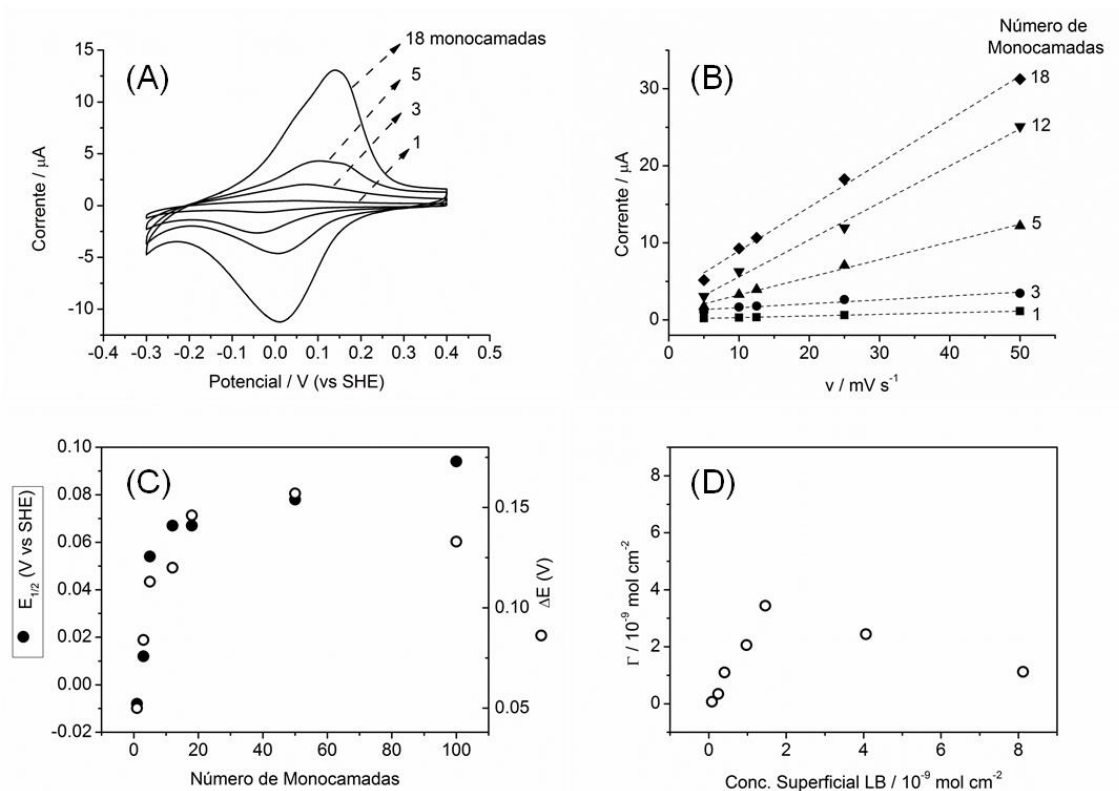 (A)
18 monocamadas
5
3
1
15
10
5
0
-5
-10
Corrente / μA
-0.4 -0.3 -0.2 -0.1 0.0 0.1 0.2 0.3 0.4 0.5
Potencial / V (vs SHE)
(B)
Número de
Monocamadas
18
12
5
3
1
30
20
10
0
Corrente / μA
0 10 20 30 40 50
v / mV s⁻¹
(C)
0.10
0.08
0.06
0.04
0.02
0.00
-0.02
E₁/₂ (V vs SHE)
0.15
0.10
0.05
ΔE (V)
0 20 40 60 80 100
Número de Monocamadas
(D)
8
6
4
2
0
Γ / 10⁻⁹ mol cm⁻²
0 2 4 6 8
Conc. Superficial LB / 10⁻⁹ mol cm⁻²